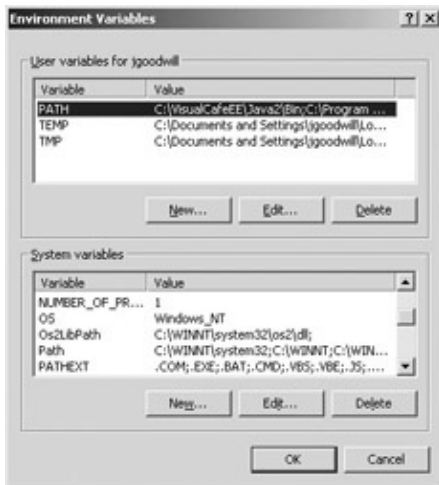 Environment Variables
User variables for jgoodwill
Variable Value
PATH C:\VisualCafeEE\Java2\Bin;C:\Program ...
TEMP C:\Documents and Settings\jgoodwill\Lo...
TMP C:\Documents and Settings\jgoodwill\Lo...
New... Edit... Delete
System variables
Variable Value
NUMBER_OF_PR... 1
OS Windows_NT
Os2LibPath C:\WINNT\system32\os2\dll;
Path C:\WINNT\system32;C:\WINNT;C:\WIN...
PATHEXT .COM;.EXE;.BAT;.CMD;.VBS;.VBE;.JS;....
New... Edit... Delete
OK Cancel